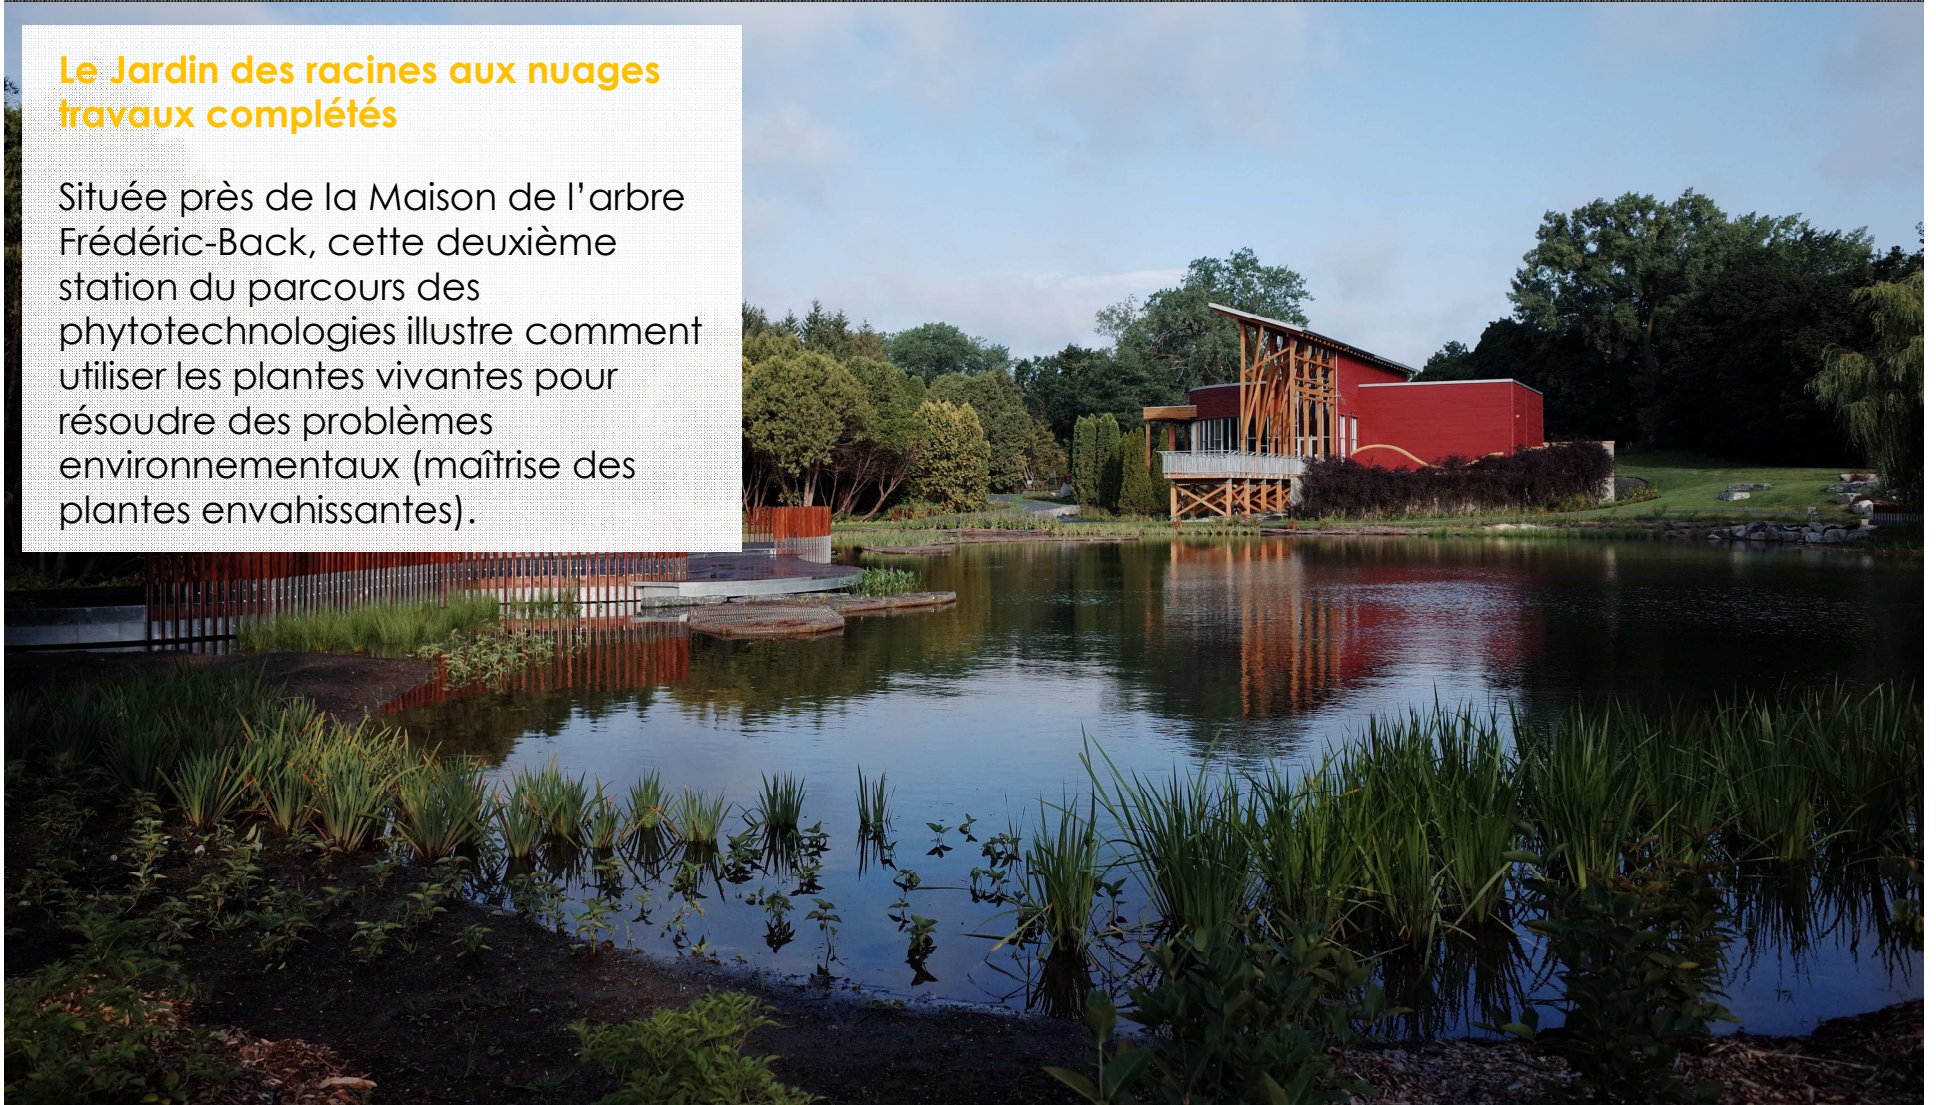 Le Jardin des racines aux nuages
travaux complétés
Située près de la Maison de l’arbre
Frédéric-Back, cette deuxième
station du parcours des
phytotechnologies illustre comment
utiliser les plantes vivantes pour
résoudre des problèmes
environnementaux (maîtrise des
plantes envahissantes).